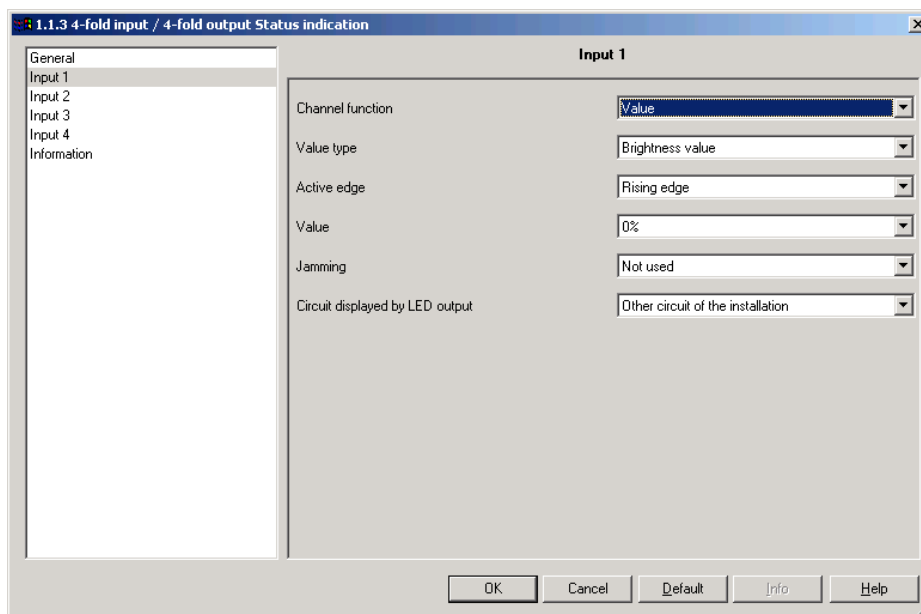 1.1.3 4-fold input / 4-fold output Status indication
General
Input 1
Input 2
Input 3
Input 4
Information
Input 1
Channel function Value
Value type Brightness value
Active edge Rising edge
Value 0%
Jamming Not used
Circuit displayed by LED output Other circuit of the installation
OK Cancel Default Info Help